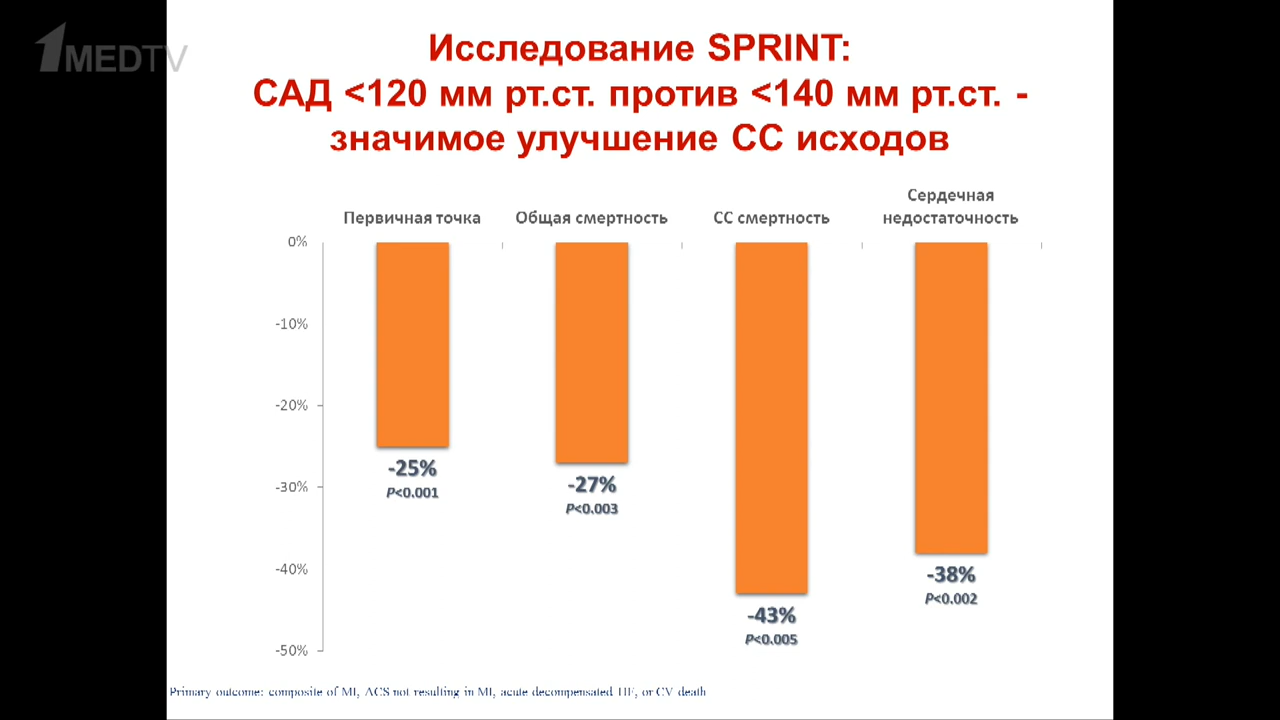 1MEDTV
Исследование SPRINT:
САД <120 мм рт.ст. против <140 мм рт.ст. -
значимое улучшение СС исходов
Первичная точка
Общая смертность
СС смертность
Сердечная
недостаточность
0%
-10%
-20%
-30%
-40%
-50%
-25%
P<0.001
-27%
P<0.003
-43%
P<0.005
-38%
P<0.002
Primary outcome: composite of MI, ACS not resulting in MI, acute decompensated HF, or CV death